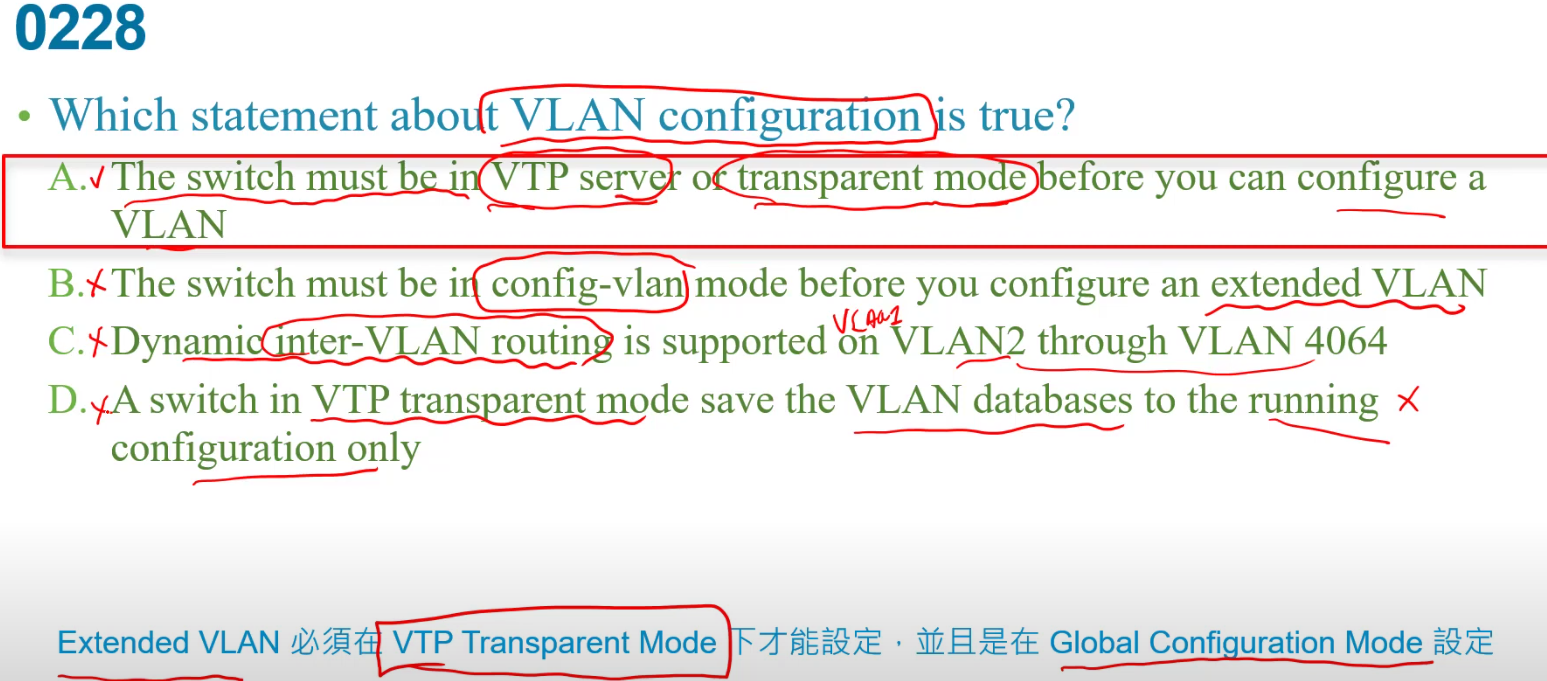 0228
• Which statement about VLAN configuration is true?
A.✓The switch must be in VTP server or transparent mode before you can configure a
VLAN
B.×The switch must be in config-vlan mode before you configure an extended VLAN
VLAN1
C.×Dynamic inter-VLAN routing is supported on VLAN2 through VLAN 4064
D.×A switch in VTP transparent mode save the VLAN databases to the running ×
configuration only
Extended VLAN 必須在 VTP Transparent Mode 下才能設定，並且是在 Global Configuration Mode 設定